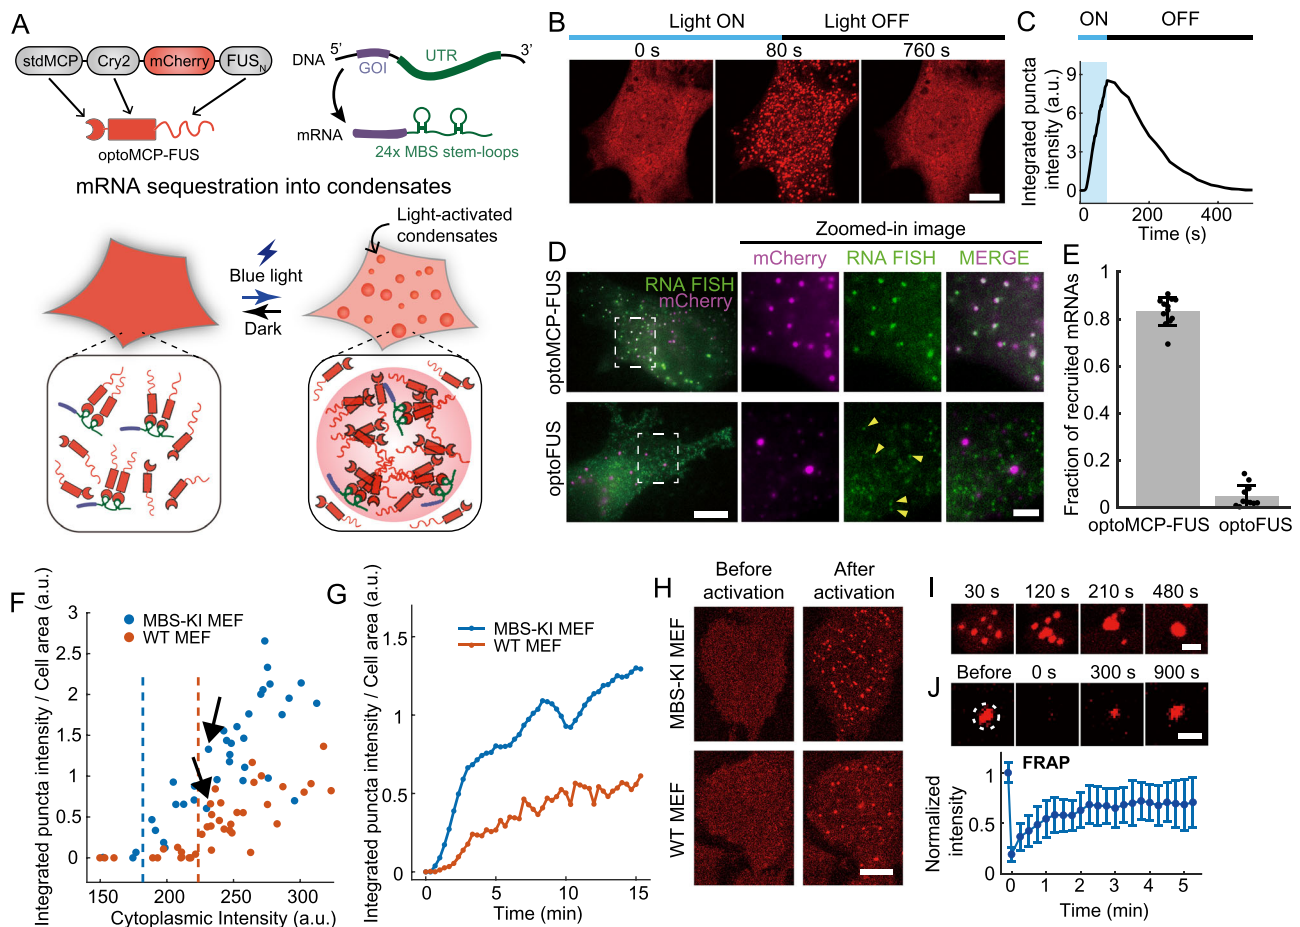 A
stdMCP
Cry2
mCherry
FUSN
optoMCP-FUS
DNA
5'
3'
GOI
UTR
mRNA
24x MBS stem-loops
mRNA sequestration into condensates
Light-activated
condensates
Blue light
Dark
B
Light ON
Light OFF
0 s
80 s
760 s
C
ON
OFF
Integrated puncta
intensity (a.u.)
9
6
3
0
0
200
400
Time (s)
D
Zoomed-in image
mCherry
RNA FISH
MERGE
optoMCP-FUS
RNA FISH
mCherry
optoFUS
E
Fraction of recruited mRNAs
1
0.8
0.6
0.4
0.2
0
optoMCP-FUS
optoFUS
F
Integrated puncta intensity / Cell area (a.u.)
3
2.5
2
1.5
1
0.5
0
MBS-KI MEF
WT MEF
150
200
250
300
Cytoplasmic Intensity (a.u.)
G
Integrated puncta intensity / Cell area (a.u.)
1.5
1
0.5
0
MBS-KI MEF
WT MEF
0
5
10
15
Time (min)
H
Before
activation
After
activation
MBS-KI MEF
WT MEF
I
30 s
120 s
210 s
480 s
J
Before
0 s
300 s
900 s
FRAP
Normalized
intensity
1
0.5
0
0
1
2
3
4
5
Time (min)